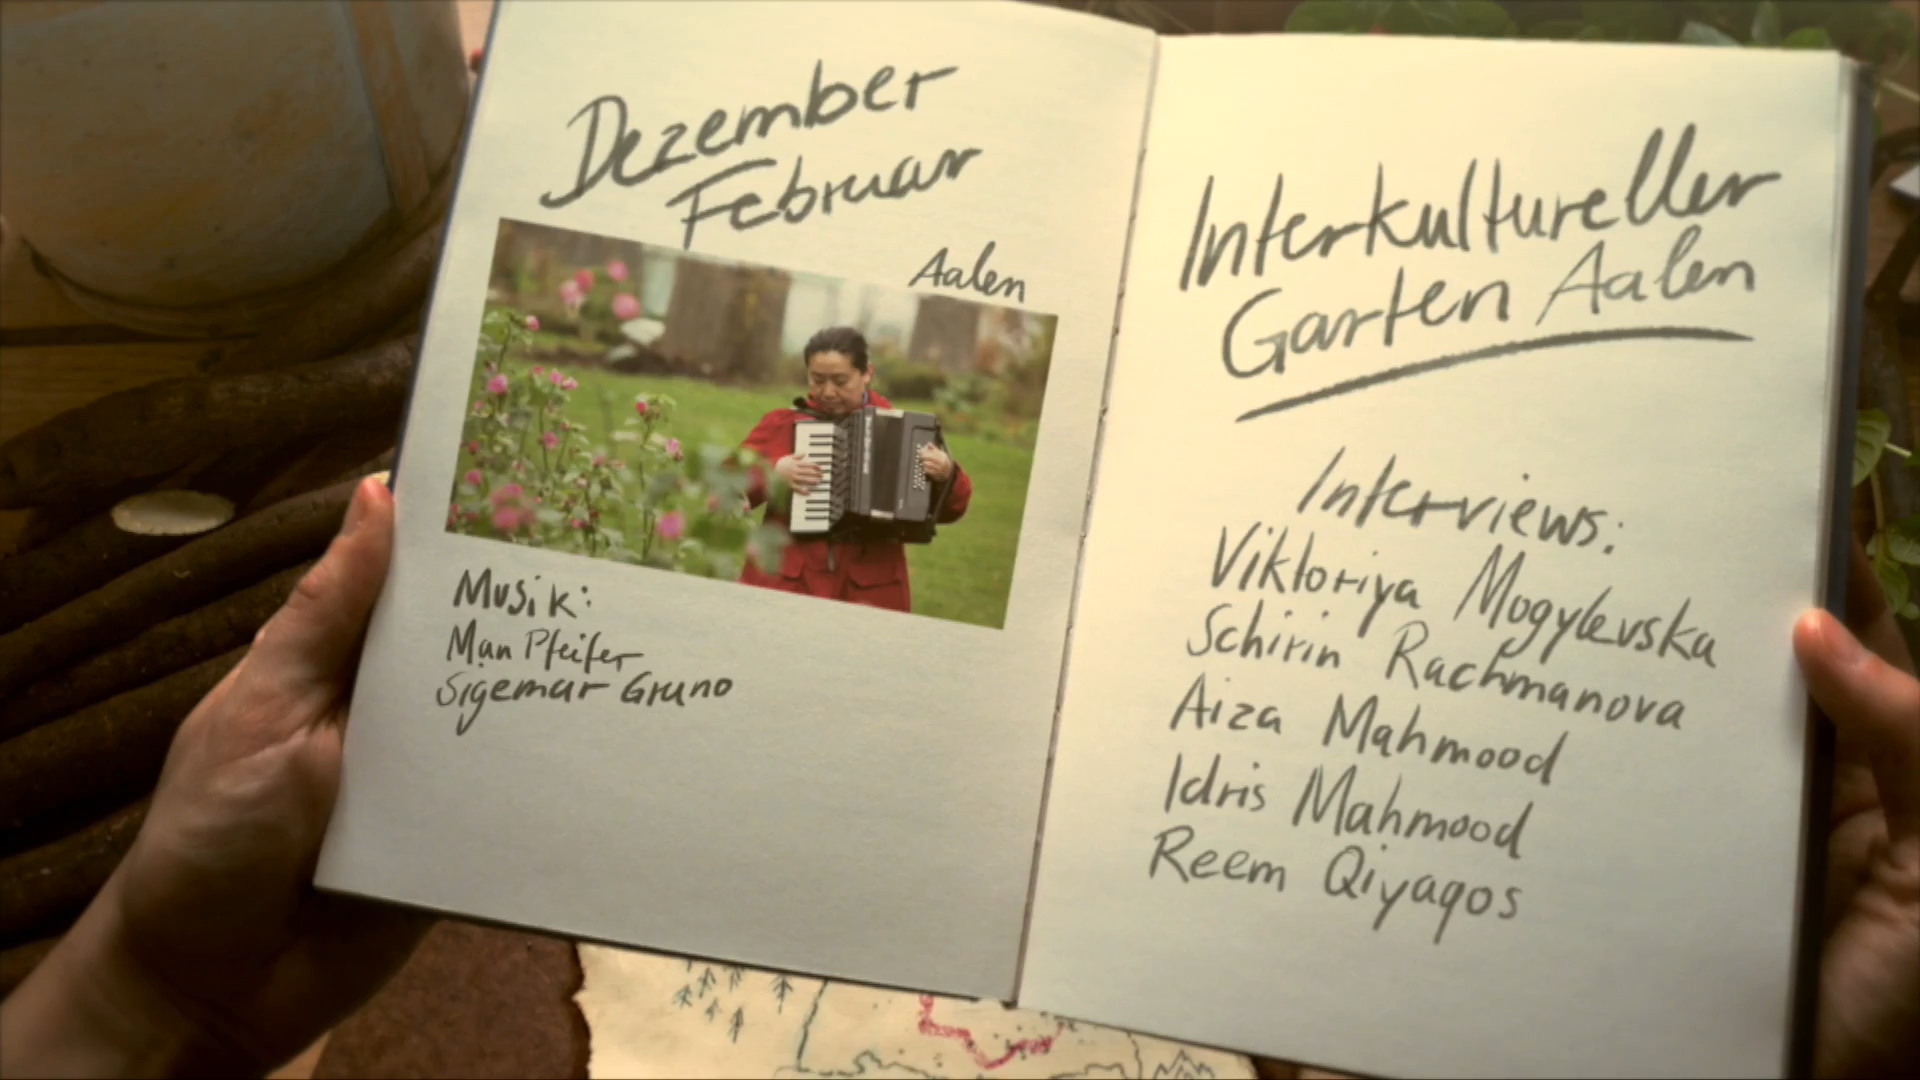 Dezember
Februar
Aalen
Musik:
Man Pfeifer
Sigemar Gruno
Interkultureller
Garten Aalen
Interviews:
Viktoriya Mogylevska
Schirin Rachmanova
Aiza Mahmood
Idris Mahmood
Reem Qiyaqos